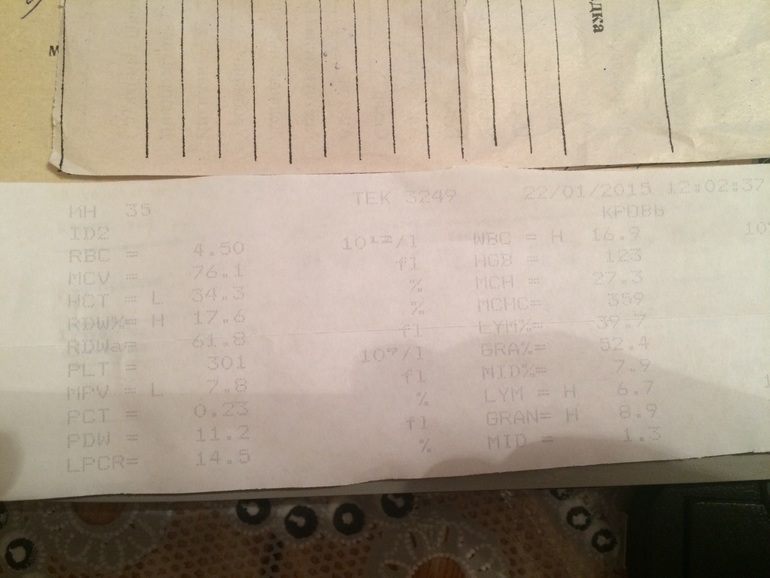 дка
м
ИН 35 ТЕК 3249 22/01/2015 12:02:37
ID2 КРОВЬ
RBC = 4.50 10¹²/l WBC = H 16.9 10
MCV = 76.1 fl HGB = 123
HCT = L 34.3 % MCH = 27.3
RDW%= H 17.6 % MCHC= 359
RDWa= 61.8 fl LYM%= 39.7
PLT = 301 10⁹/l GRA%= 52.4
MPV = L 7.8 fl MID%= 7.9
PCT = 0.23 % LYM = H 6.7
PDW = 11.2 fl GRAN= H 8.9
LPCR= 14.5 % MID = 1.3